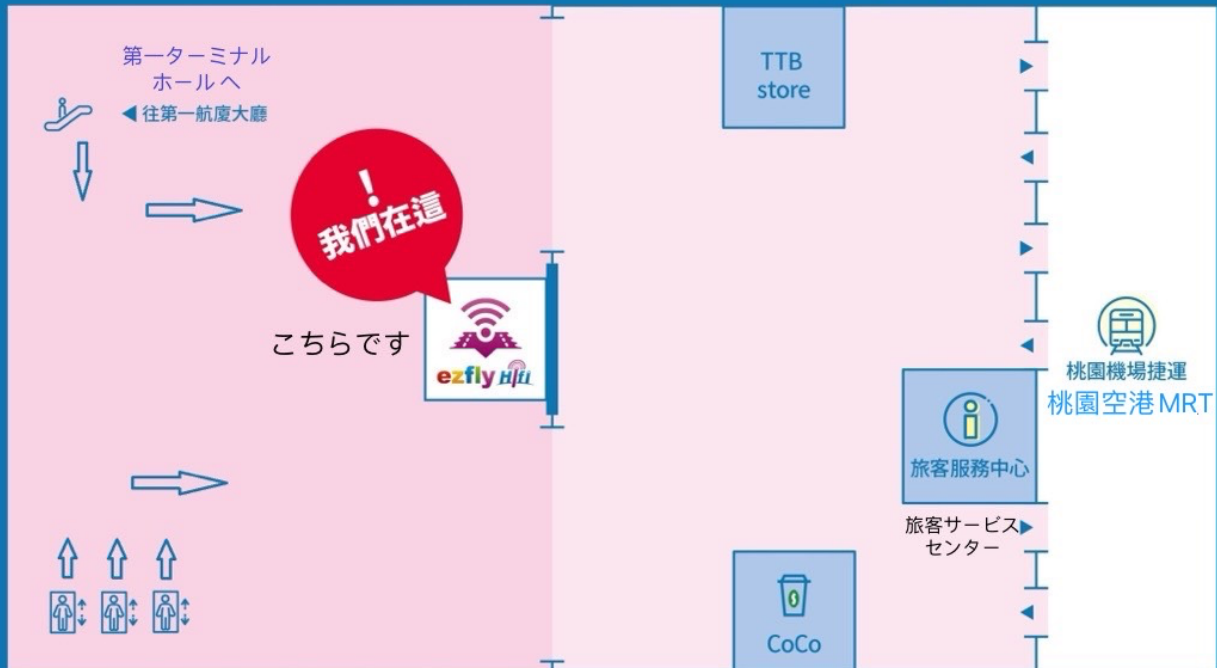 第一ターミナル
ホールへ
◀往第一航廈大廳
!
我們在這
こちらです
ezfly Hifi
TTB
store
桃園機場捷運
桃園空港MRT
旅客服務中心
旅客サービス
センター
CoCo